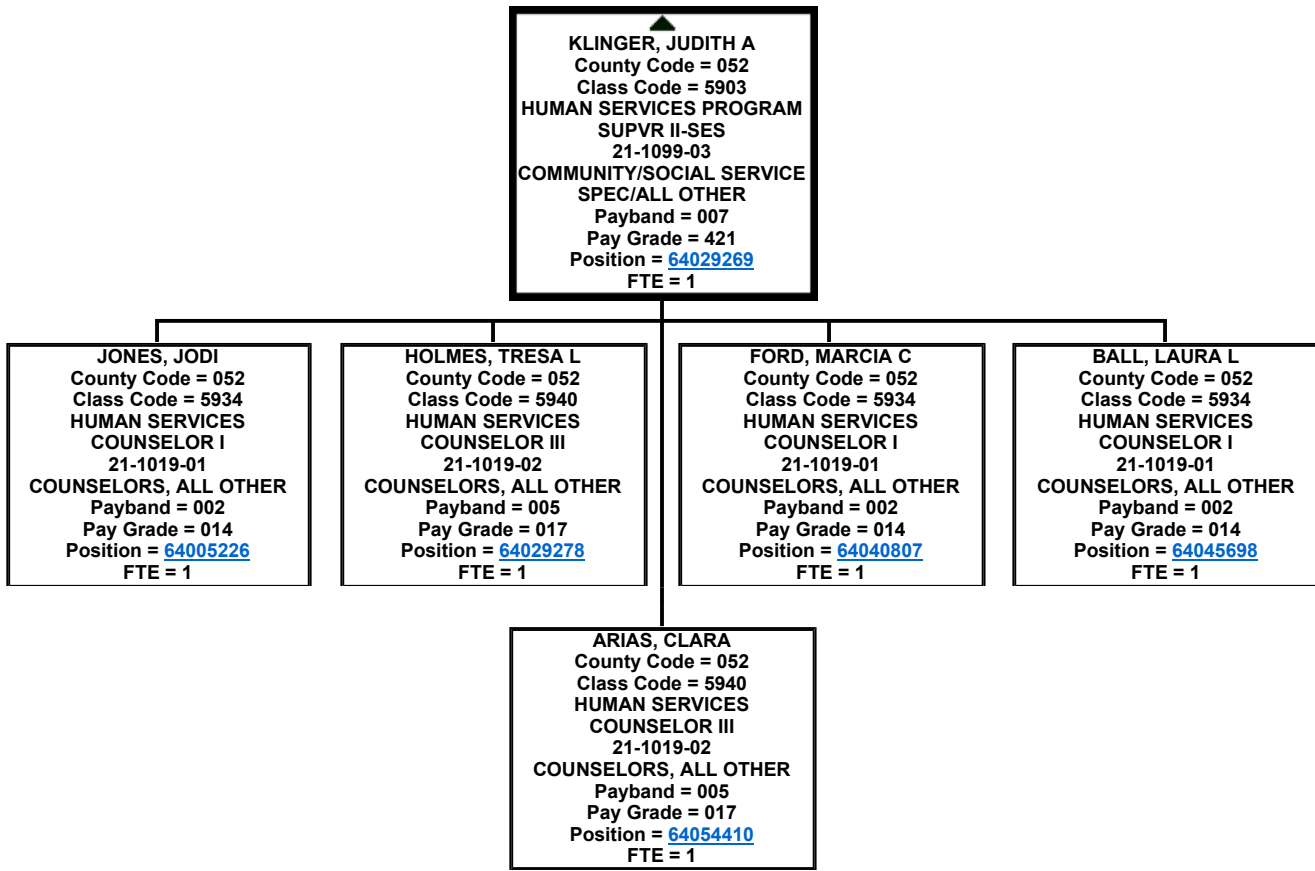 KLINGER, JUDITH A
County Code = 052
Class Code = 5903
HUMAN SERVICES PROGRAM
SUPVR II-SES
21-1099-03
COMMUNITY/SOCIAL SERVICE
SPEC/ALL OTHER
Payband = 007
Pay Grade = 421
Position = 64029269
FTE = 1
JONES, JODI
County Code = 052
Class Code = 5934
HUMAN SERVICES
COUNSELOR I
21-1019-01
COUNSELORS, ALL OTHER
Payband = 002
Pay Grade = 014
Position = 64005226
FTE = 1
HOLMES, TRESA L
County Code = 052
Class Code = 5940
HUMAN SERVICES
COUNSELOR III
21-1019-02
COUNSELORS, ALL OTHER
Payband = 005
Pay Grade = 017
Position = 64029278
FTE = 1
FORD, MARCIA C
County Code = 052
Class Code = 5934
HUMAN SERVICES
COUNSELOR I
21-1019-01
COUNSELORS, ALL OTHER
Payband = 002
Pay Grade = 014
Position = 64040807
FTE = 1
BALL, LAURA L
County Code = 052
Class Code = 5934
HUMAN SERVICES
COUNSELOR I
21-1019-01
COUNSELORS, ALL OTHER
Payband = 002
Pay Grade = 014
Position = 64045698
FTE = 1
ARIAS, CLARA
County Code = 052
Class Code = 5940
HUMAN SERVICES
COUNSELOR III
21-1019-02
COUNSELORS, ALL OTHER
Payband = 005
Pay Grade = 017
Position = 64054410
FTE = 1